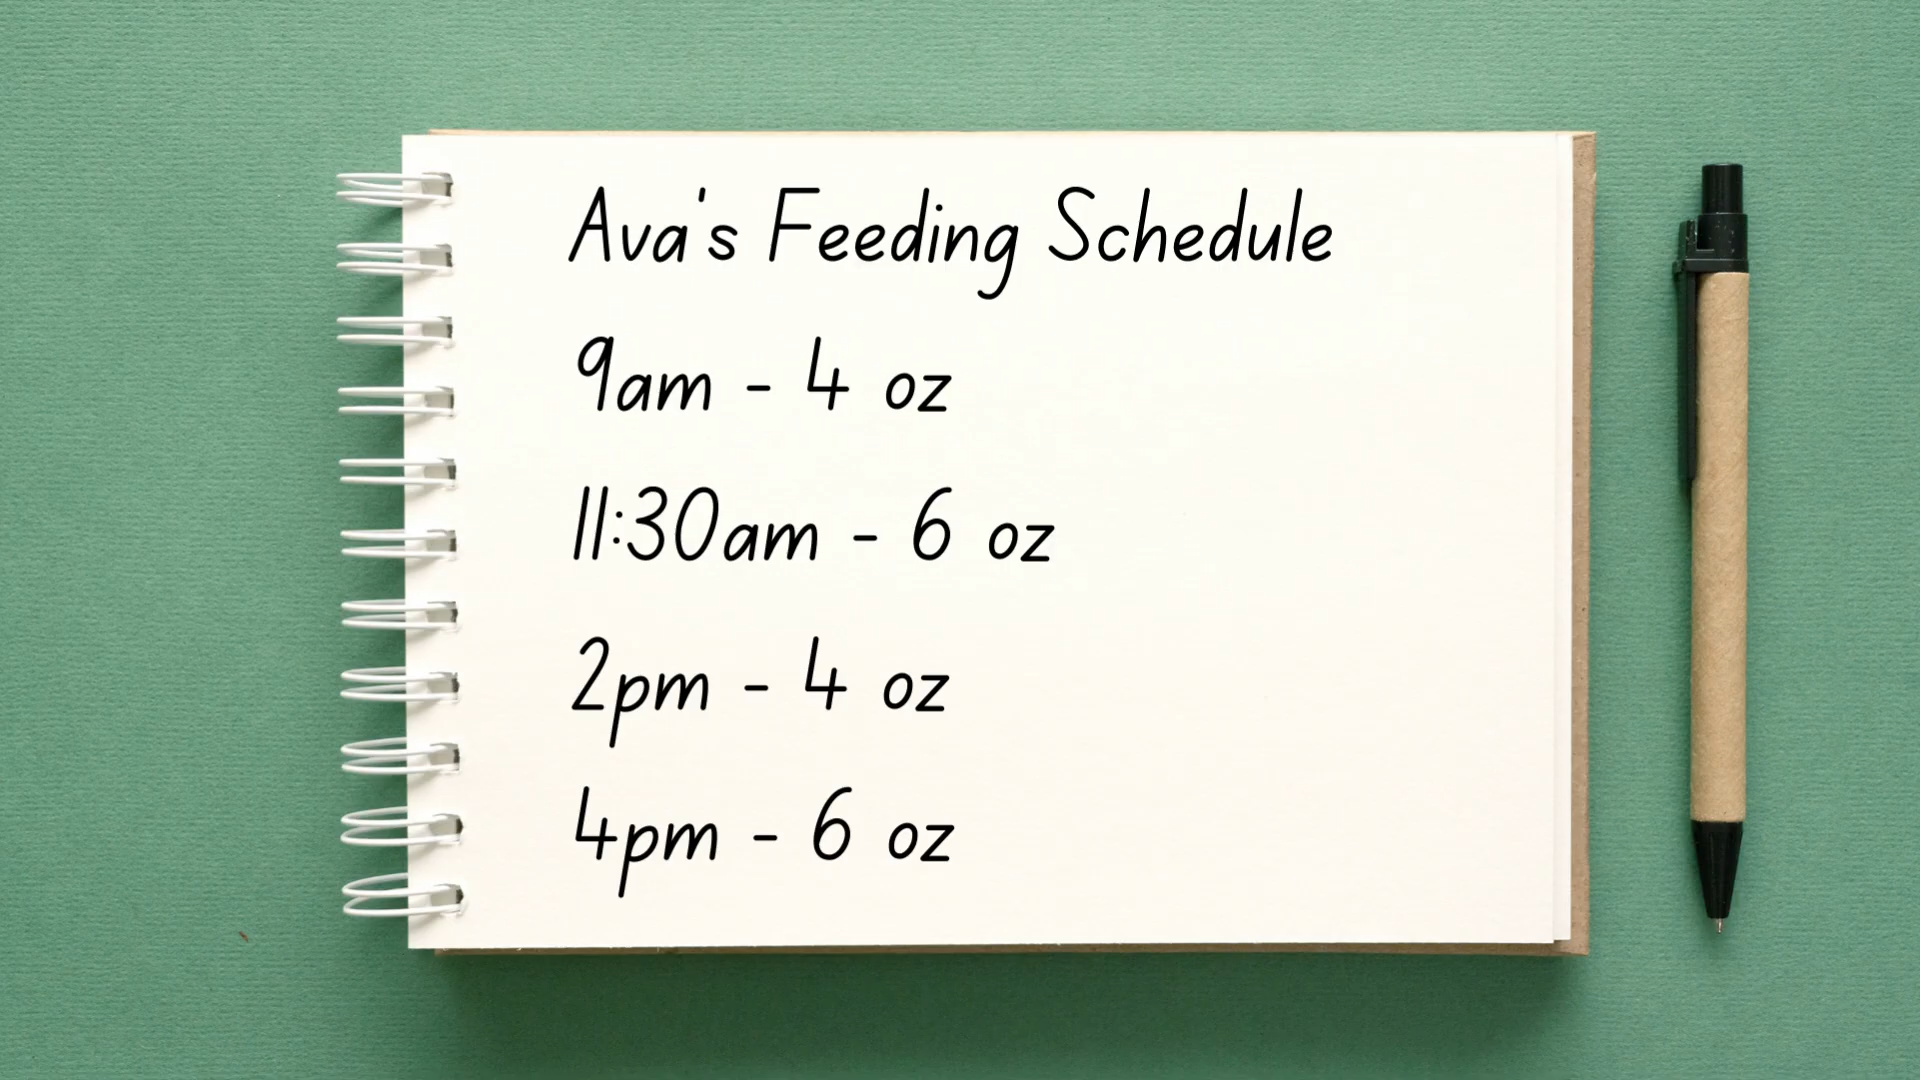 Ava's Feeding Schedule
9am - 4 oz
11:30am - 6 oz
2pm - 4 oz
4pm - 6 oz